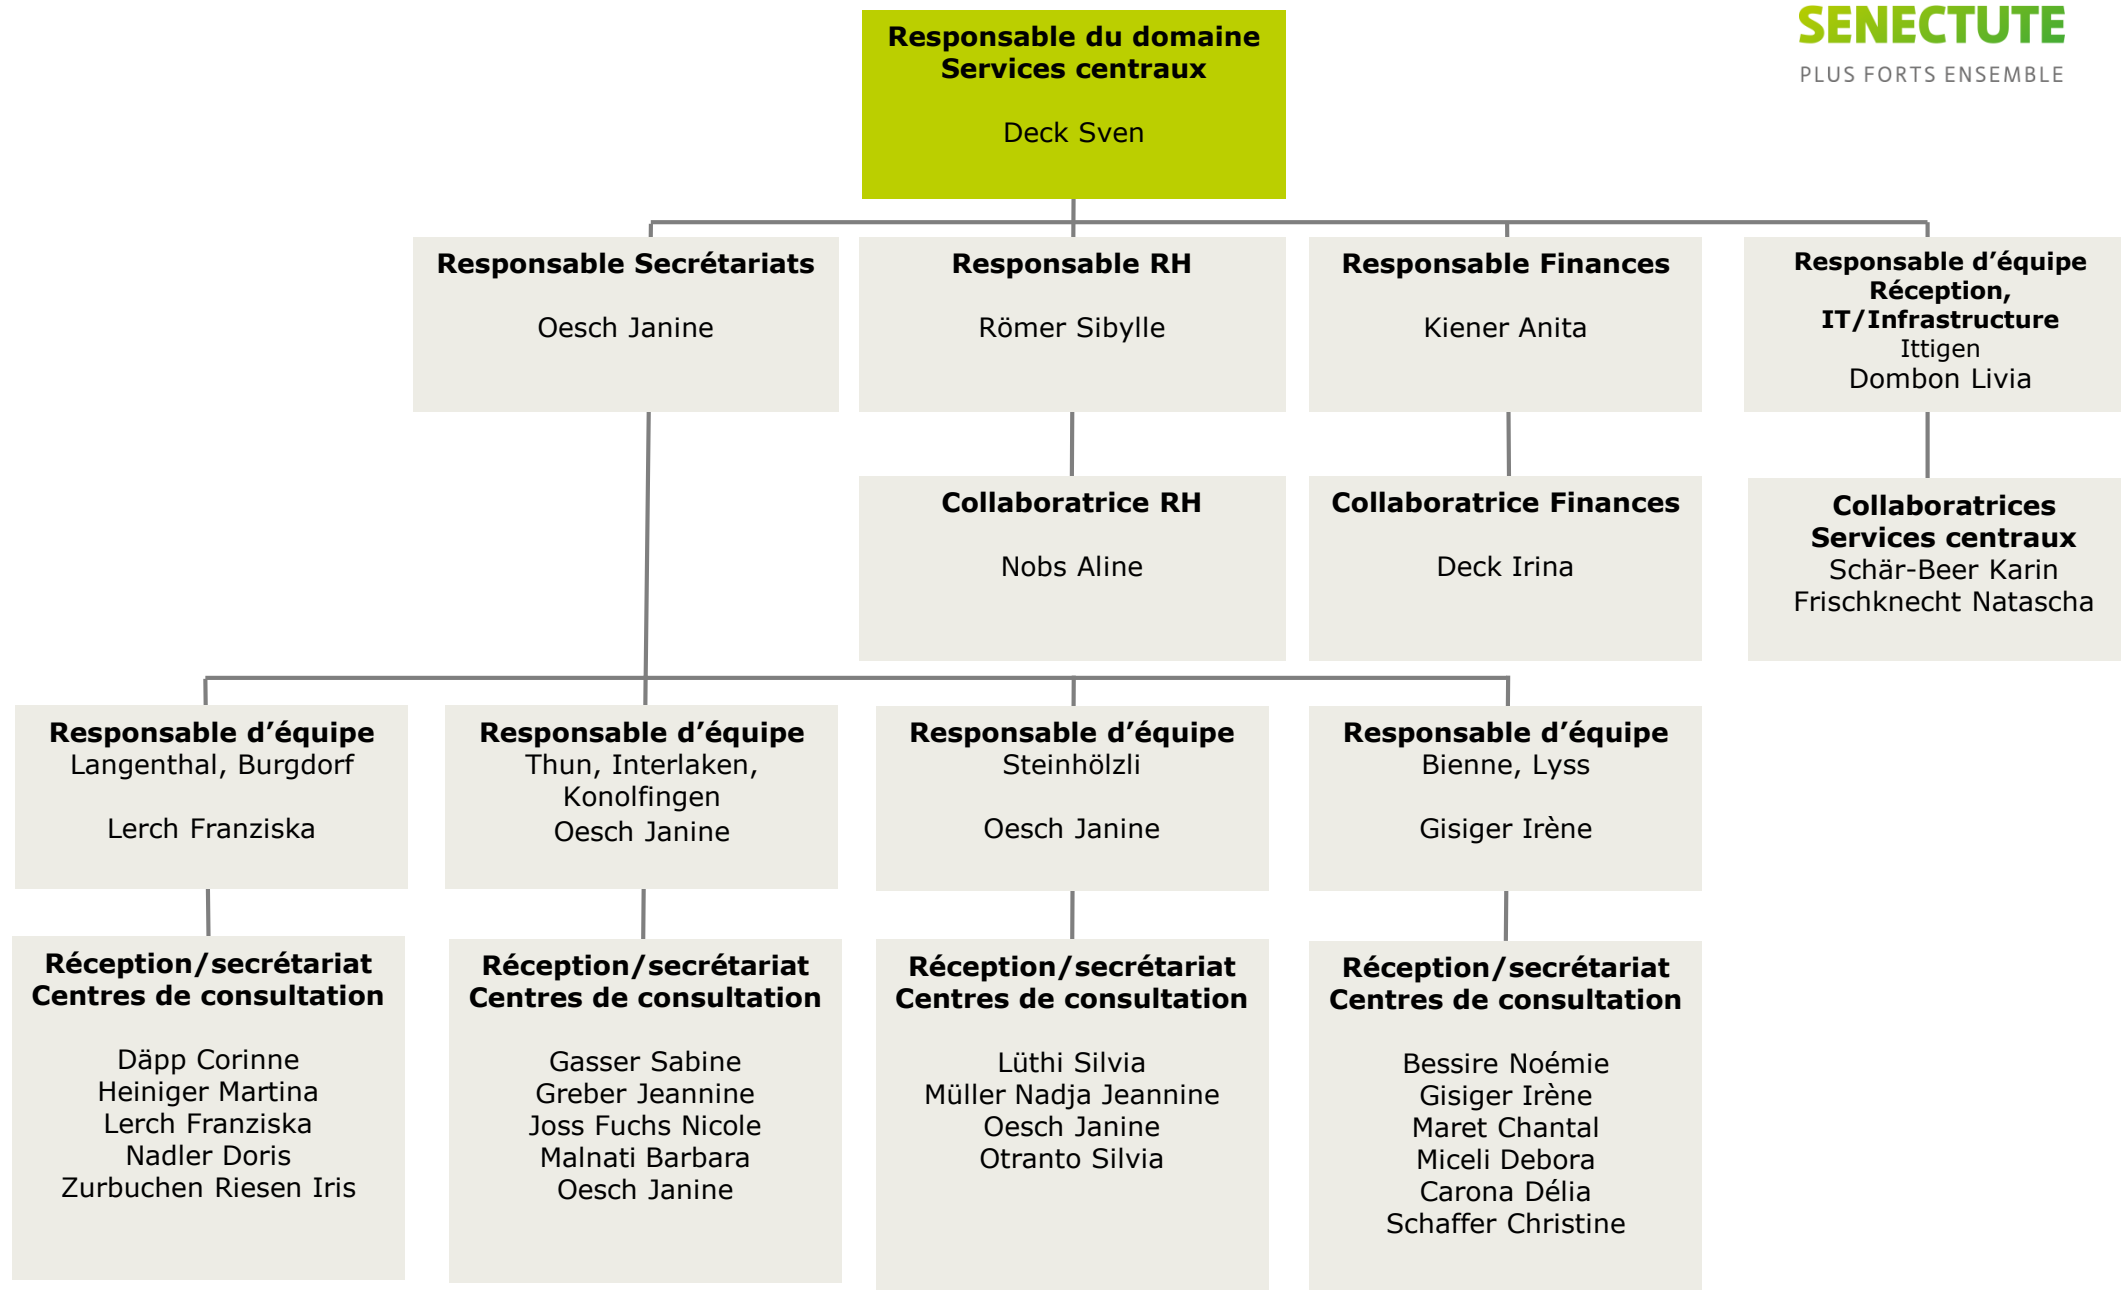 SENECTUTE
PLUS FORTS ENSEMBLE
Responsable du domaine
Services centraux
Deck Sven
Responsable Secrétariats
Oesch Janine
Responsable RH
Römer Sibylle
Responsable Finances
Kiener Anita
Responsable d’équipe
Réception,
IT/Infrastructure
Ittigen
Dombon Livia
Collaboratrice RH
Nobs Aline
Collaboratrice Finances
Deck Irina
Collaboratrices
Services centraux
Schär-Beer Karin
Frischknecht Natascha
Responsable d’équipe
Langenthal, Burgdorf
Lerch Franziska
Responsable d’équipe
Thun, Interlaken,
Konolfingen
Oesch Janine
Responsable d’équipe
Steinhölzli
Oesch Janine
Responsable d’équipe
Bienne, Lyss
Gisiger Irène
Réception/secrétariat
Centres de consultation
Däpp Corinne
Heiniger Martina
Lerch Franziska
Nadler Doris
Zurbuchen Riesen Iris
Réception/secrétariat
Centres de consultation
Gasser Sabine
Greber Jeannine
Joss Fuchs Nicole
Malnati Barbara
Oesch Janine
Réception/secrétariat
Centres de consultation
Lüthi Silvia
Müller Nadja Jeannine
Oesch Janine
Otranto Silvia
Réception/secrétariat
Centres de consultation
Bessire Noémie
Gisiger Irène
Maret Chantal
Miceli Debora
Carona Délia
Schaffer Christine